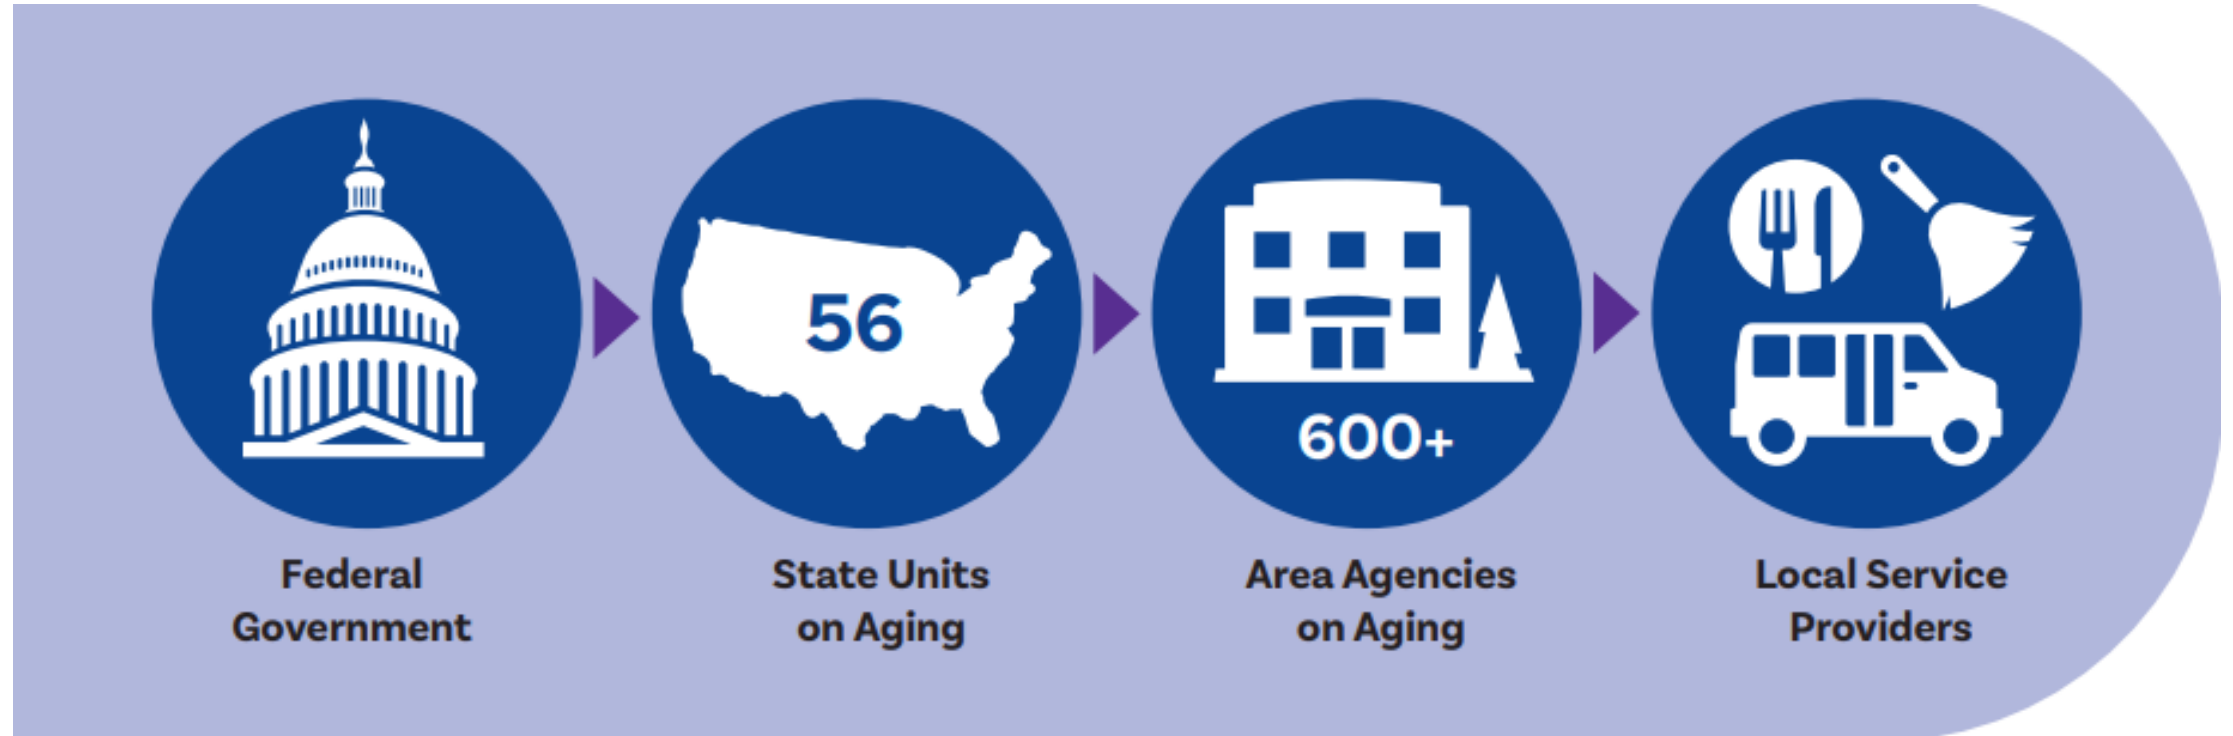 56
600+
Federal
Government
State Units
on Aging
Area Agencies
on Aging
Local Service
Providers